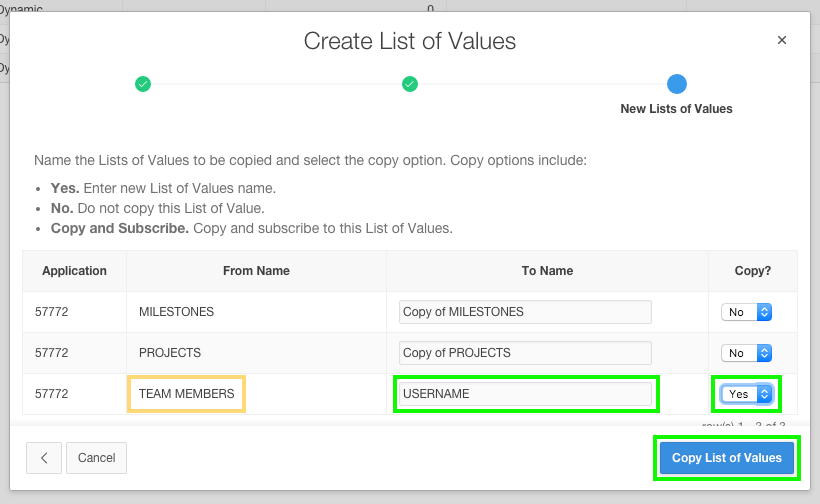 Dynamic
0
Create List of Values
New Lists of Values
Name the Lists of Values to be copied and select the copy option. Copy options include:
• Yes. Enter new List of Values name.
• No. Do not copy this List of Value.
• Copy and Subscribe. Copy and subscribe to this List of Values.
Application From Name To Name Copy?
57772 MILESTONES Copy of MILESTONES No
57772 PROJECTS Copy of PROJECTS No
57772 TEAM MEMBERS USERNAME Yes
row(s) 1 - 3 of 3
Cancel Copy List of Values